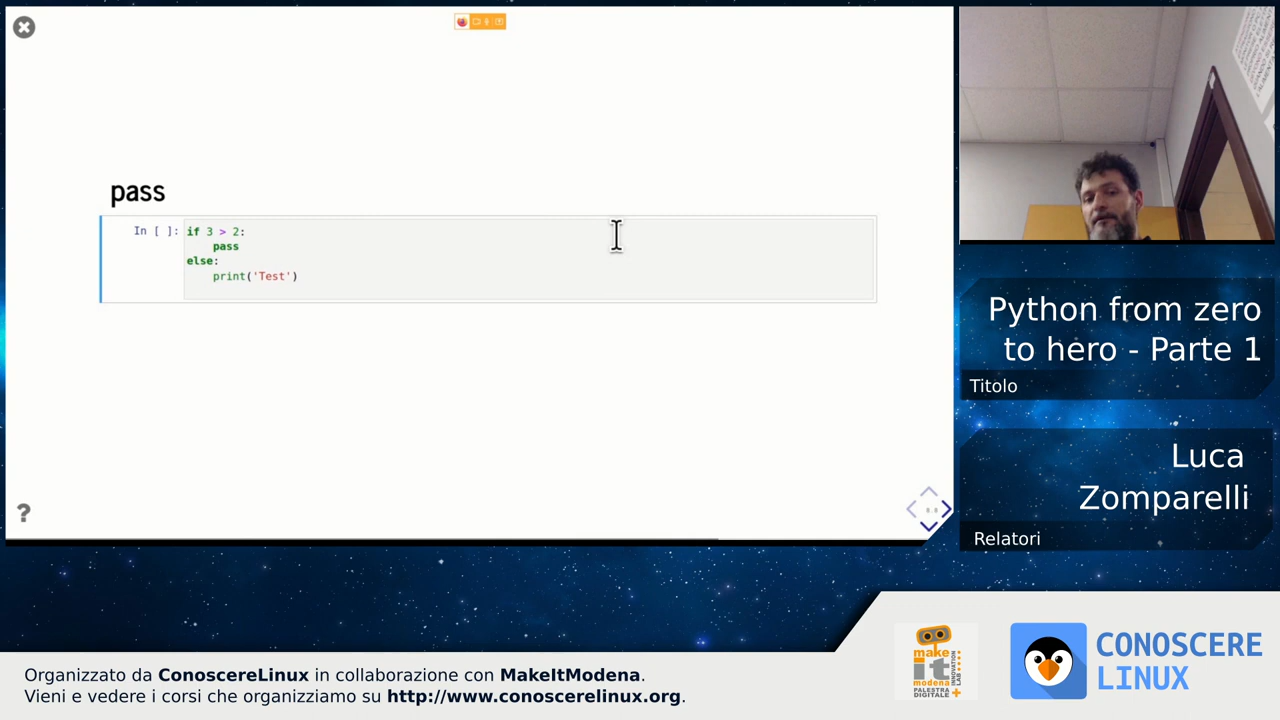 pass
In [ ]:
if 3 > 2:
    pass
else:
    print('Test')
?
Python from zero
to hero - Parte 1
Titolo
Luca
Zomparelli
Relatori
make
it
modena
PALESTRA
DIGITALE
INNOVATION
LAB
CONOSCERE
LINUX
Organizzato da ConoscereLinux in collaborazione con MakeItModena.
Vieni e vedere i corsi che organizziamo su http://www.conoscerelinux.org.